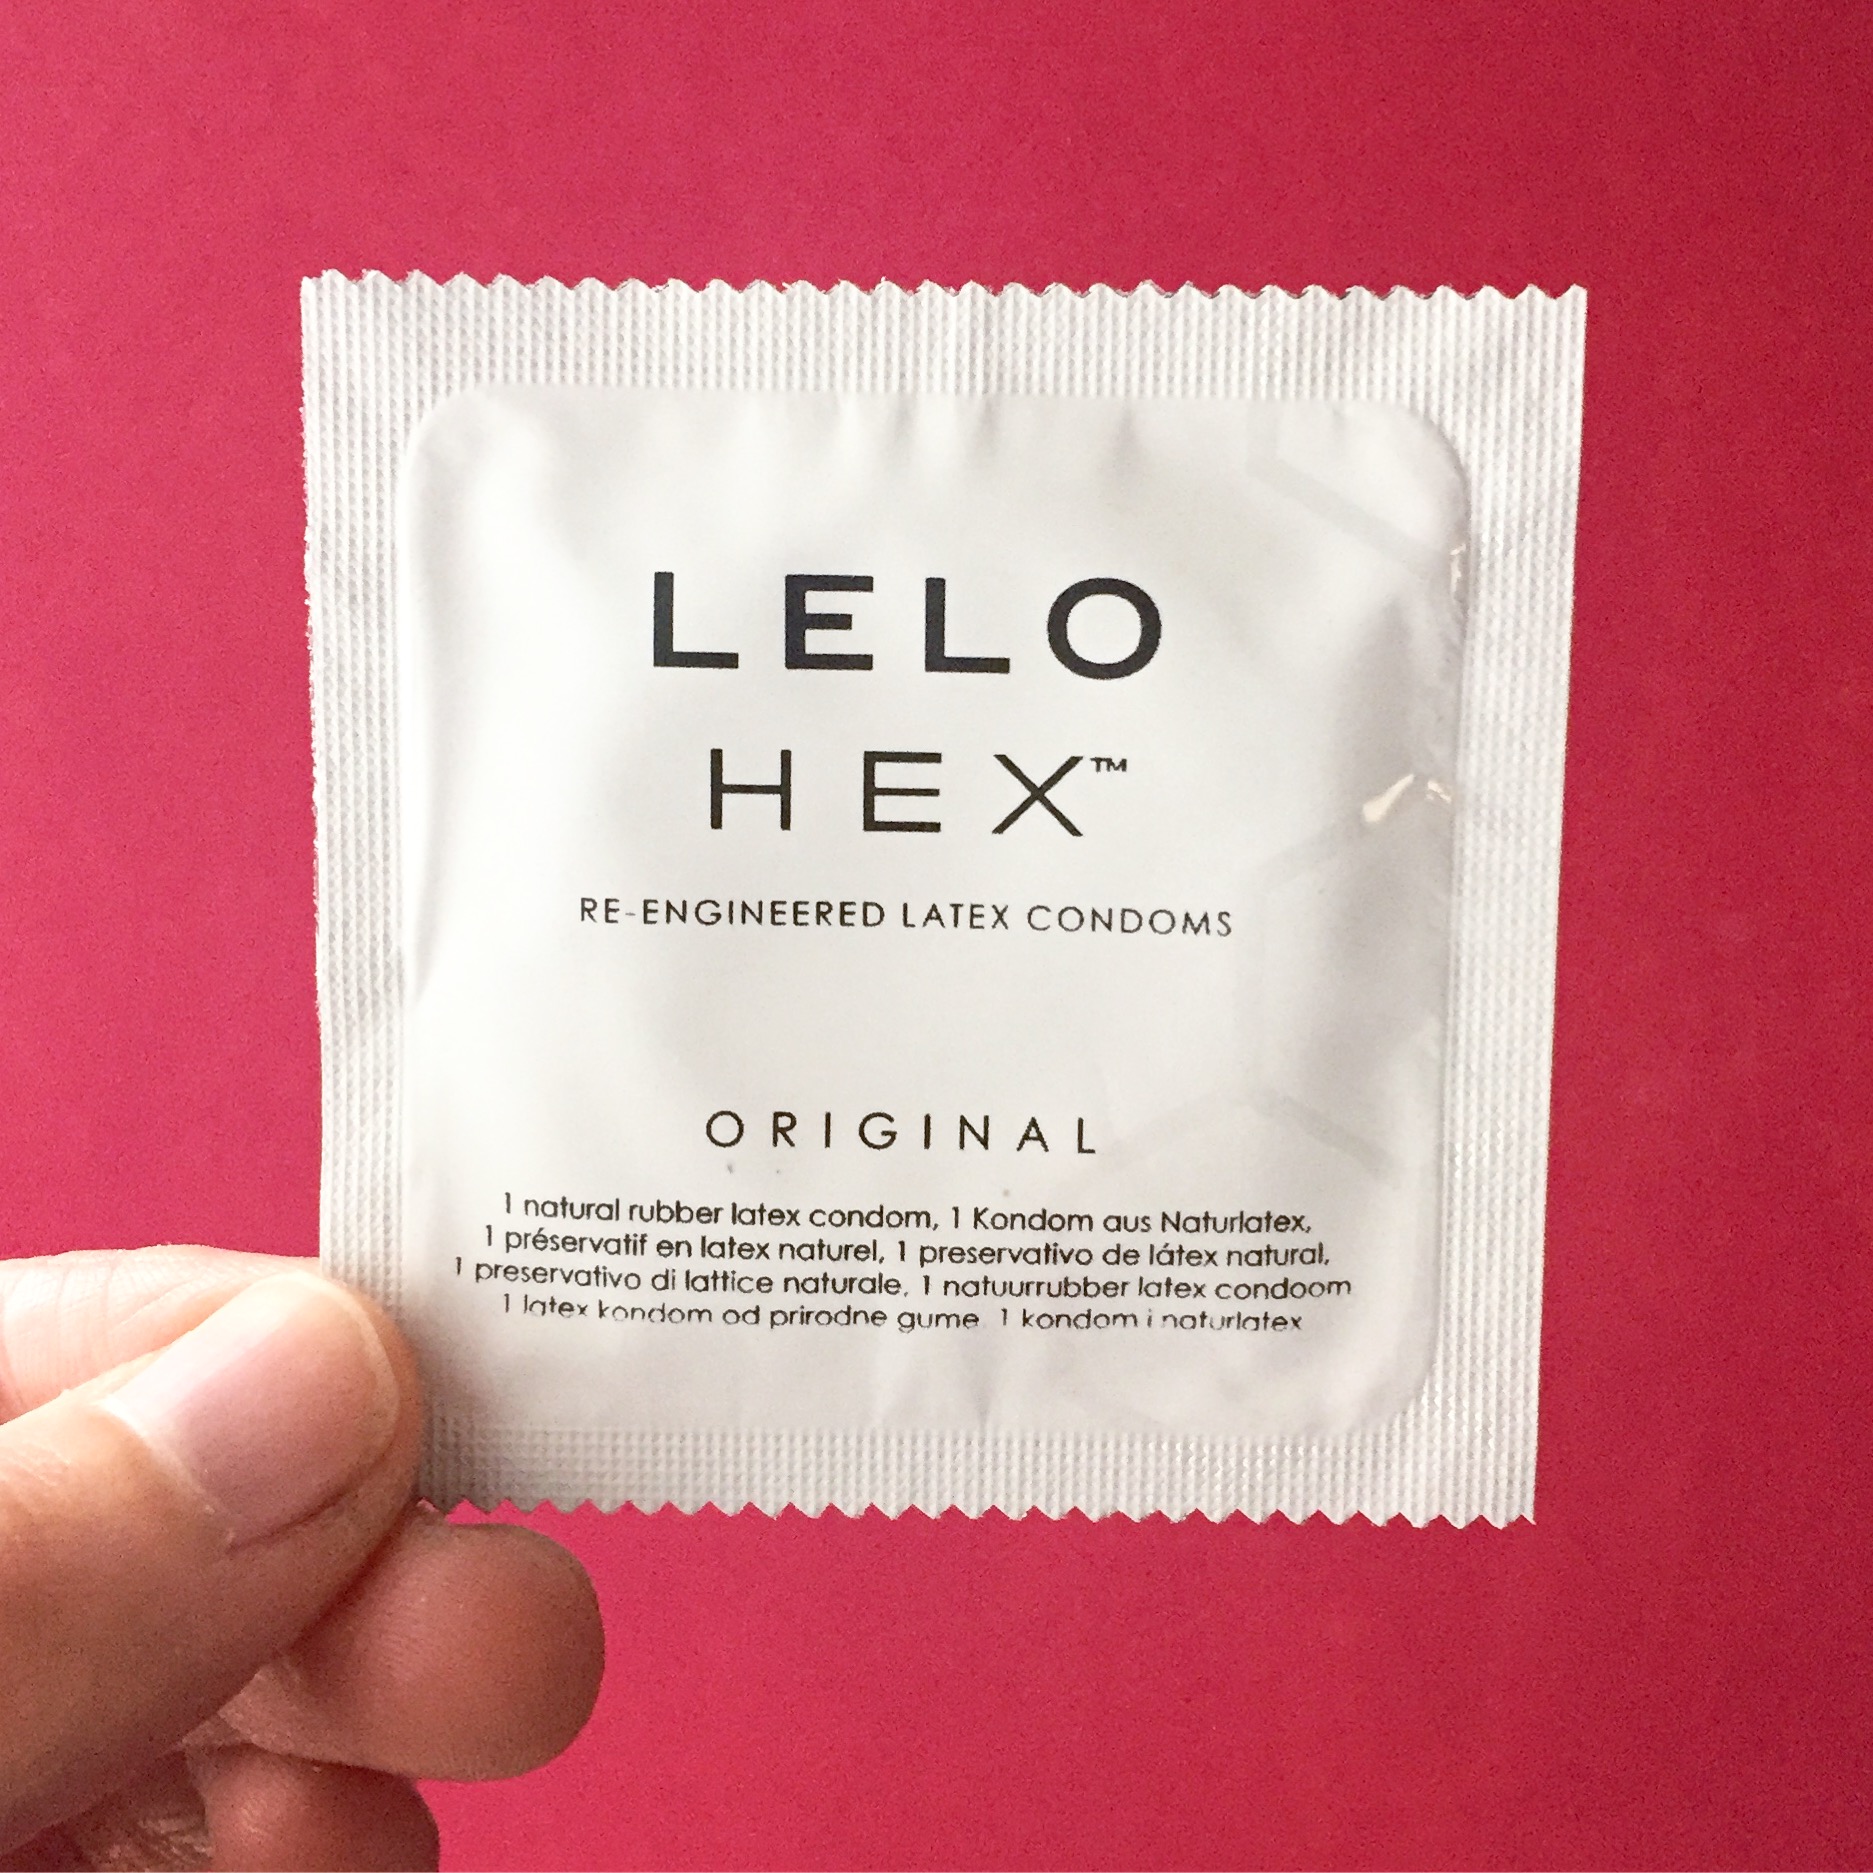 LELO
HEX™
RE-ENGINEERED LATEX CONDOMS
ORIGINAL
1 natural rubber latex condom, 1 Kondom aus Naturlatex,
1 préservatif en latex naturel, 1 preservativo de látex natural,
1 preservativo di lattice naturale, 1 natuurrubber latex condoom
1 latex kondom od prirodne gume 1 kondom i naturlatex